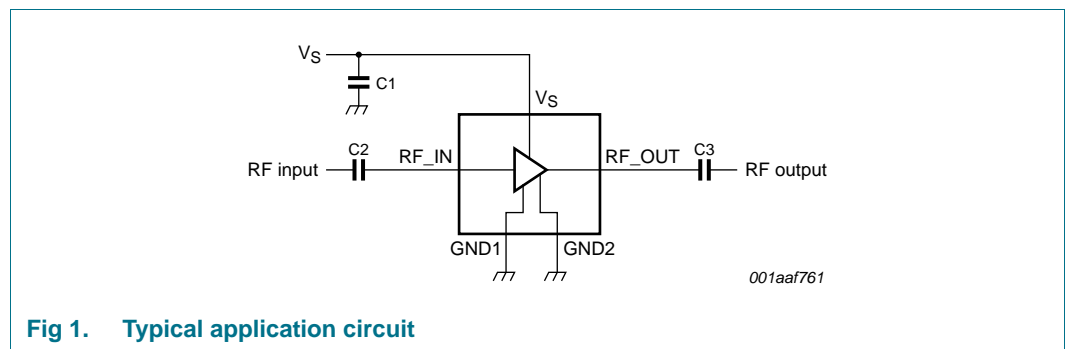 VS
C1
VS
C2
RF_IN
RF_OUT
C3
RF input
RF output
GND1
GND2
001aaf761
Fig 1. Typical application circuit